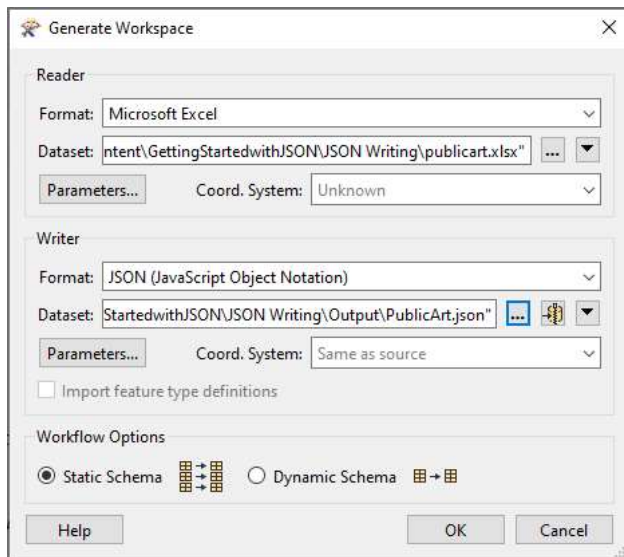 Generate Workspace
Reader
Format: Microsoft Excel
Dataset: ntent\GettingStartedwithJSON\JSON Writing\publicart.xlsx" ...
Parameters... Coord. System: Unknown
Writer
Format: JSON (JavaScript Object Notation)
Dataset: StartedwithJSON\JSON Writing\Output\PublicArt.json" ...
Parameters... Coord. System: Same as source
Import feature type definitions
Workflow Options
Static Schema Dynamic Schema
Help OK Cancel